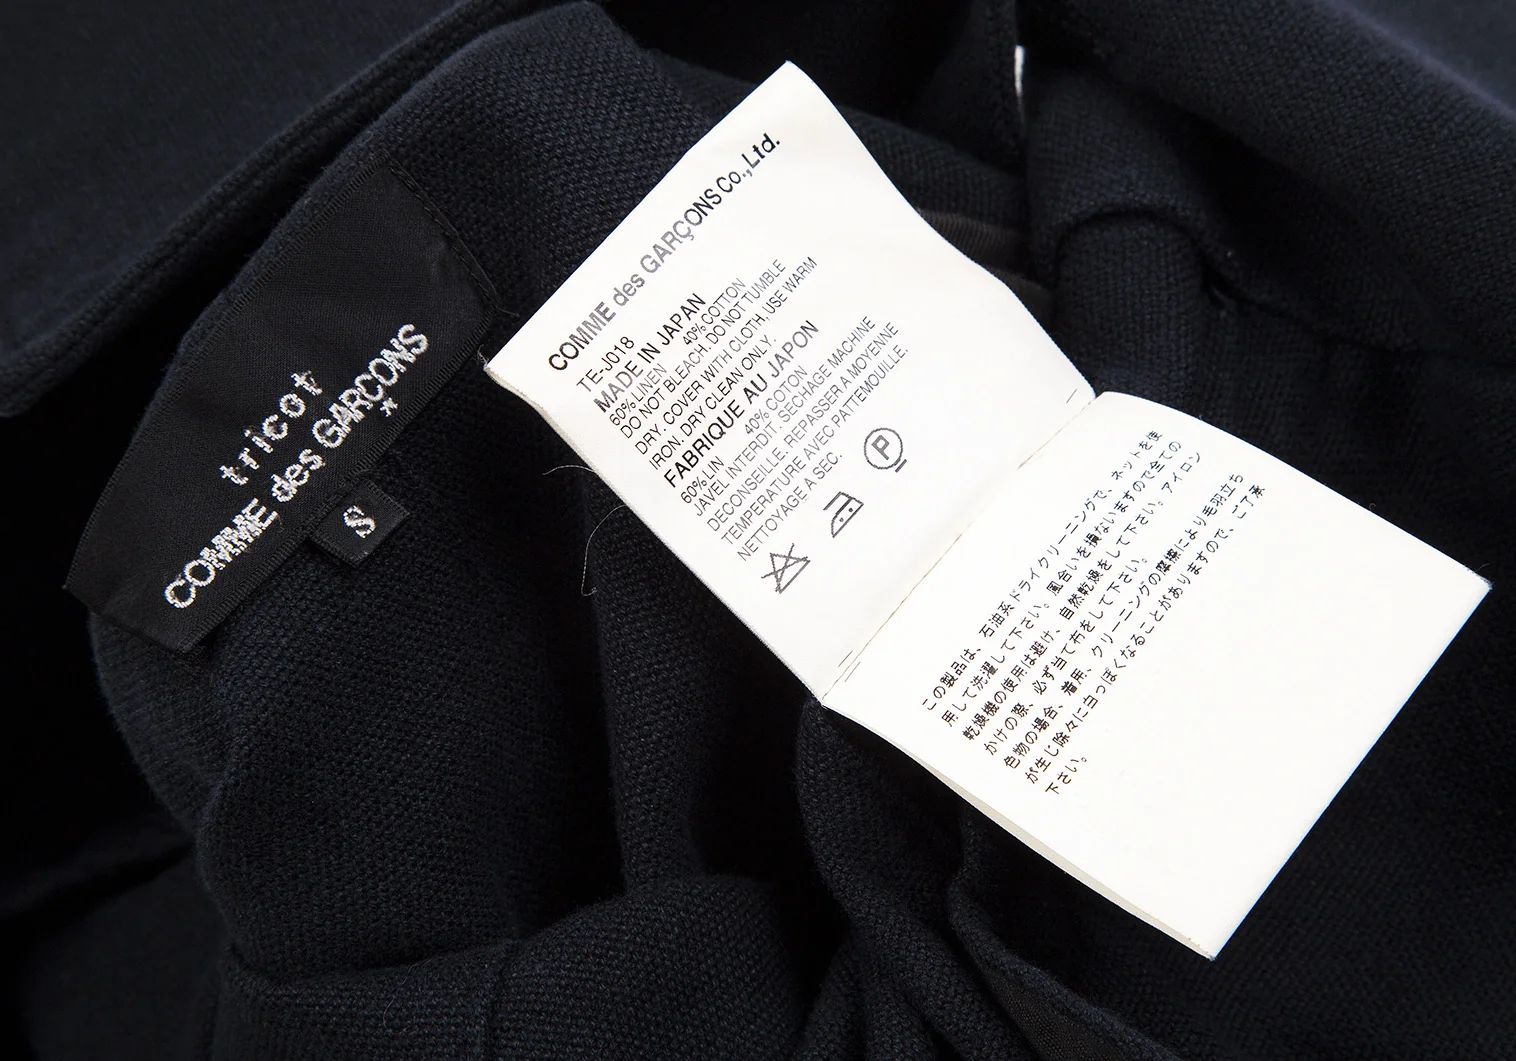 tricot
COMME des GARÇONS
S
COMME des GARÇONS Co.,Ltd.
TE-J018
MADE IN JAPAN
60% LINEN 40% COTTON
DO NOT BLEACH. DO NOT TUMBLE
DRY. COVER WITH CLOTH, USE WARM
IRON. DRY CLEAN ONLY.
FABRIQUE AU JAPON
60% LIN 40% COTON
JAVEL INTERDIT. SECHAGE MACHINE
DECONSEILLE. REPASSER A MOYENNE
TEMPERATURE AVEC PATTEMOUILLE.
NETTOYAGE A SEC.
P
この製品は、石油系ドライクリーニングで、ネットを使
用して洗濯して下さい。風合いを損ないますので全ての
乾燥機の使用は避け、自然乾燥をして下さい。アイロン
かけの際、必ず当て布をして下さい。
色物の場合、着用、クリーニングの摩擦により毛羽立ち
が生じ除々に白っぽくなることがありますので、ご了承
下さい。